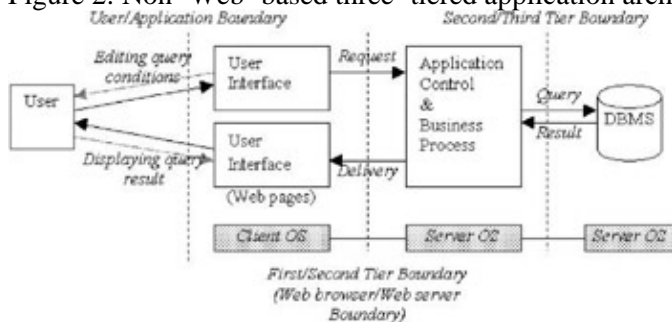 Figure 2: Non-"Web" based three-tiered application arch
User/Application Boundary
Second/Third Tier Boundary
Editing query
conditions
User
Interface
Request
Application
Control
&
Business
Process
Query
DBMS
Result
User
User
Interface
Displaying query
result
Delivery
(Web pages)
Client OS
Server OS
Server OS
First/Second Tier Boundary
(Web browser/Web server
Boundary)